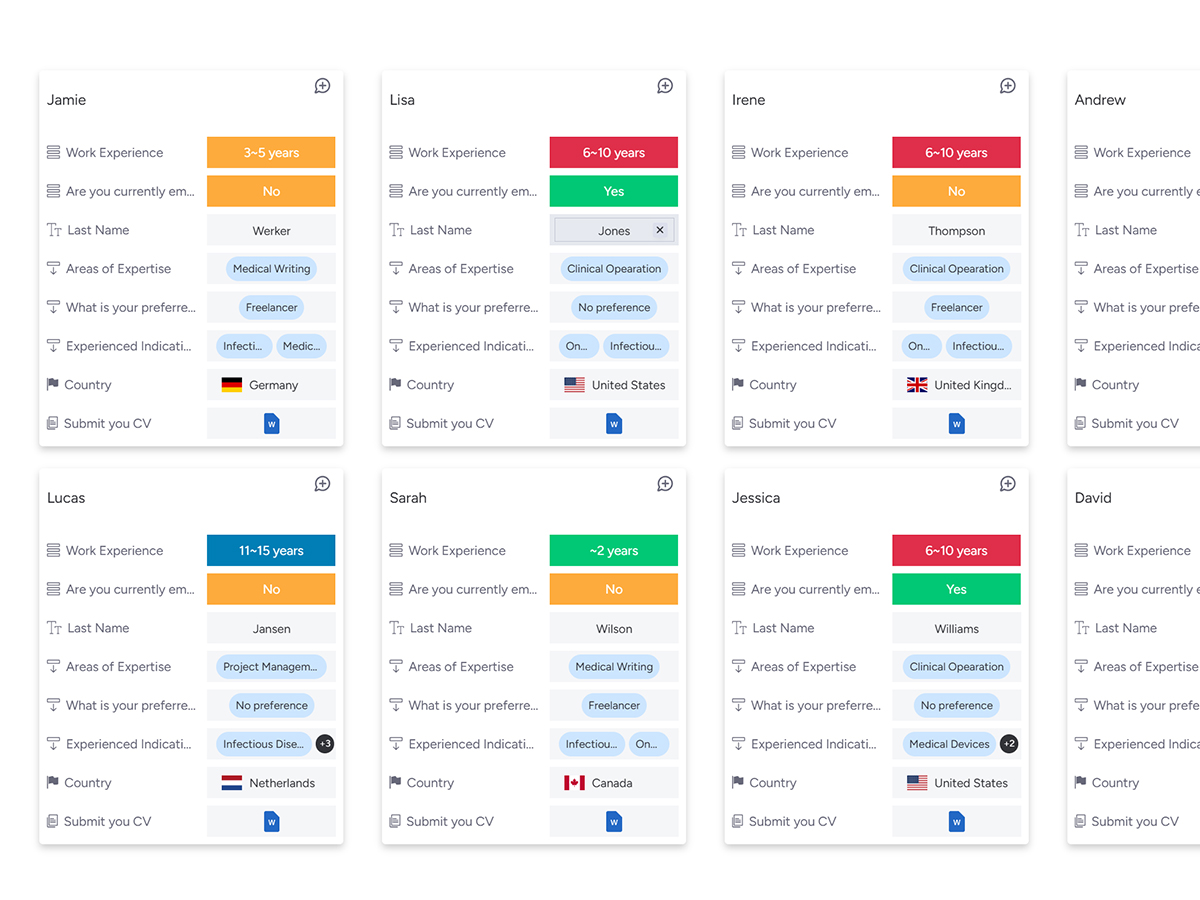 Jamie
Work Experience 3~5 years
Are you currently em... No
Last Name Werker
Areas of Expertise Medical Writing
What is your preferre... Freelancer
Experienced Indicati... Infecti... Medic...
Country Germany
Submit you CV W
Lisa
Work Experience 6~10 years
Are you currently em... Yes
Last Name Jones ×
Areas of Expertise Clinical Opearation
What is your preferre... No preference
Experienced Indicati... On... Infectiou...
Country United States
Submit you CV W
Irene
Work Experience 6~10 years
Are you currently em... No
Last Name Thompson
Areas of Expertise Clinical Opearation
What is your preferre... Freelancer
Experienced Indicati... On... Infectiou...
Country United Kingd...
Submit you CV W
Andrew
Work Experience
Are you currently e
Last Name
Areas of Expertise
What is your prefe
Experienced Indica
Country
Submit you CV
Lucas
Work Experience 11~15 years
Are you currently em... No
Last Name Jansen
Areas of Expertise Project Managem...
What is your preferre... No preference
Experienced Indicati... Infectious Dise... +3
Country Netherlands
Submit you CV W
Sarah
Work Experience ~2 years
Are you currently em... No
Last Name Wilson
Areas of Expertise Medical Writing
What is your preferre... Freelancer
Experienced Indicati... Infectiou... On...
Country Canada
Submit you CV W
Jessica
Work Experience 6~10 years
Are you currently em... Yes
Last Name Williams
Areas of Expertise Clinical Opearation
What is your preferre... No preference
Experienced Indicati... Medical Devices +2
Country United States
Submit you CV W
David
Work Experience
Are you currently e
Last Name
Areas of Expertise
What is your prefe
Experienced Indica
Country
Submit you CV